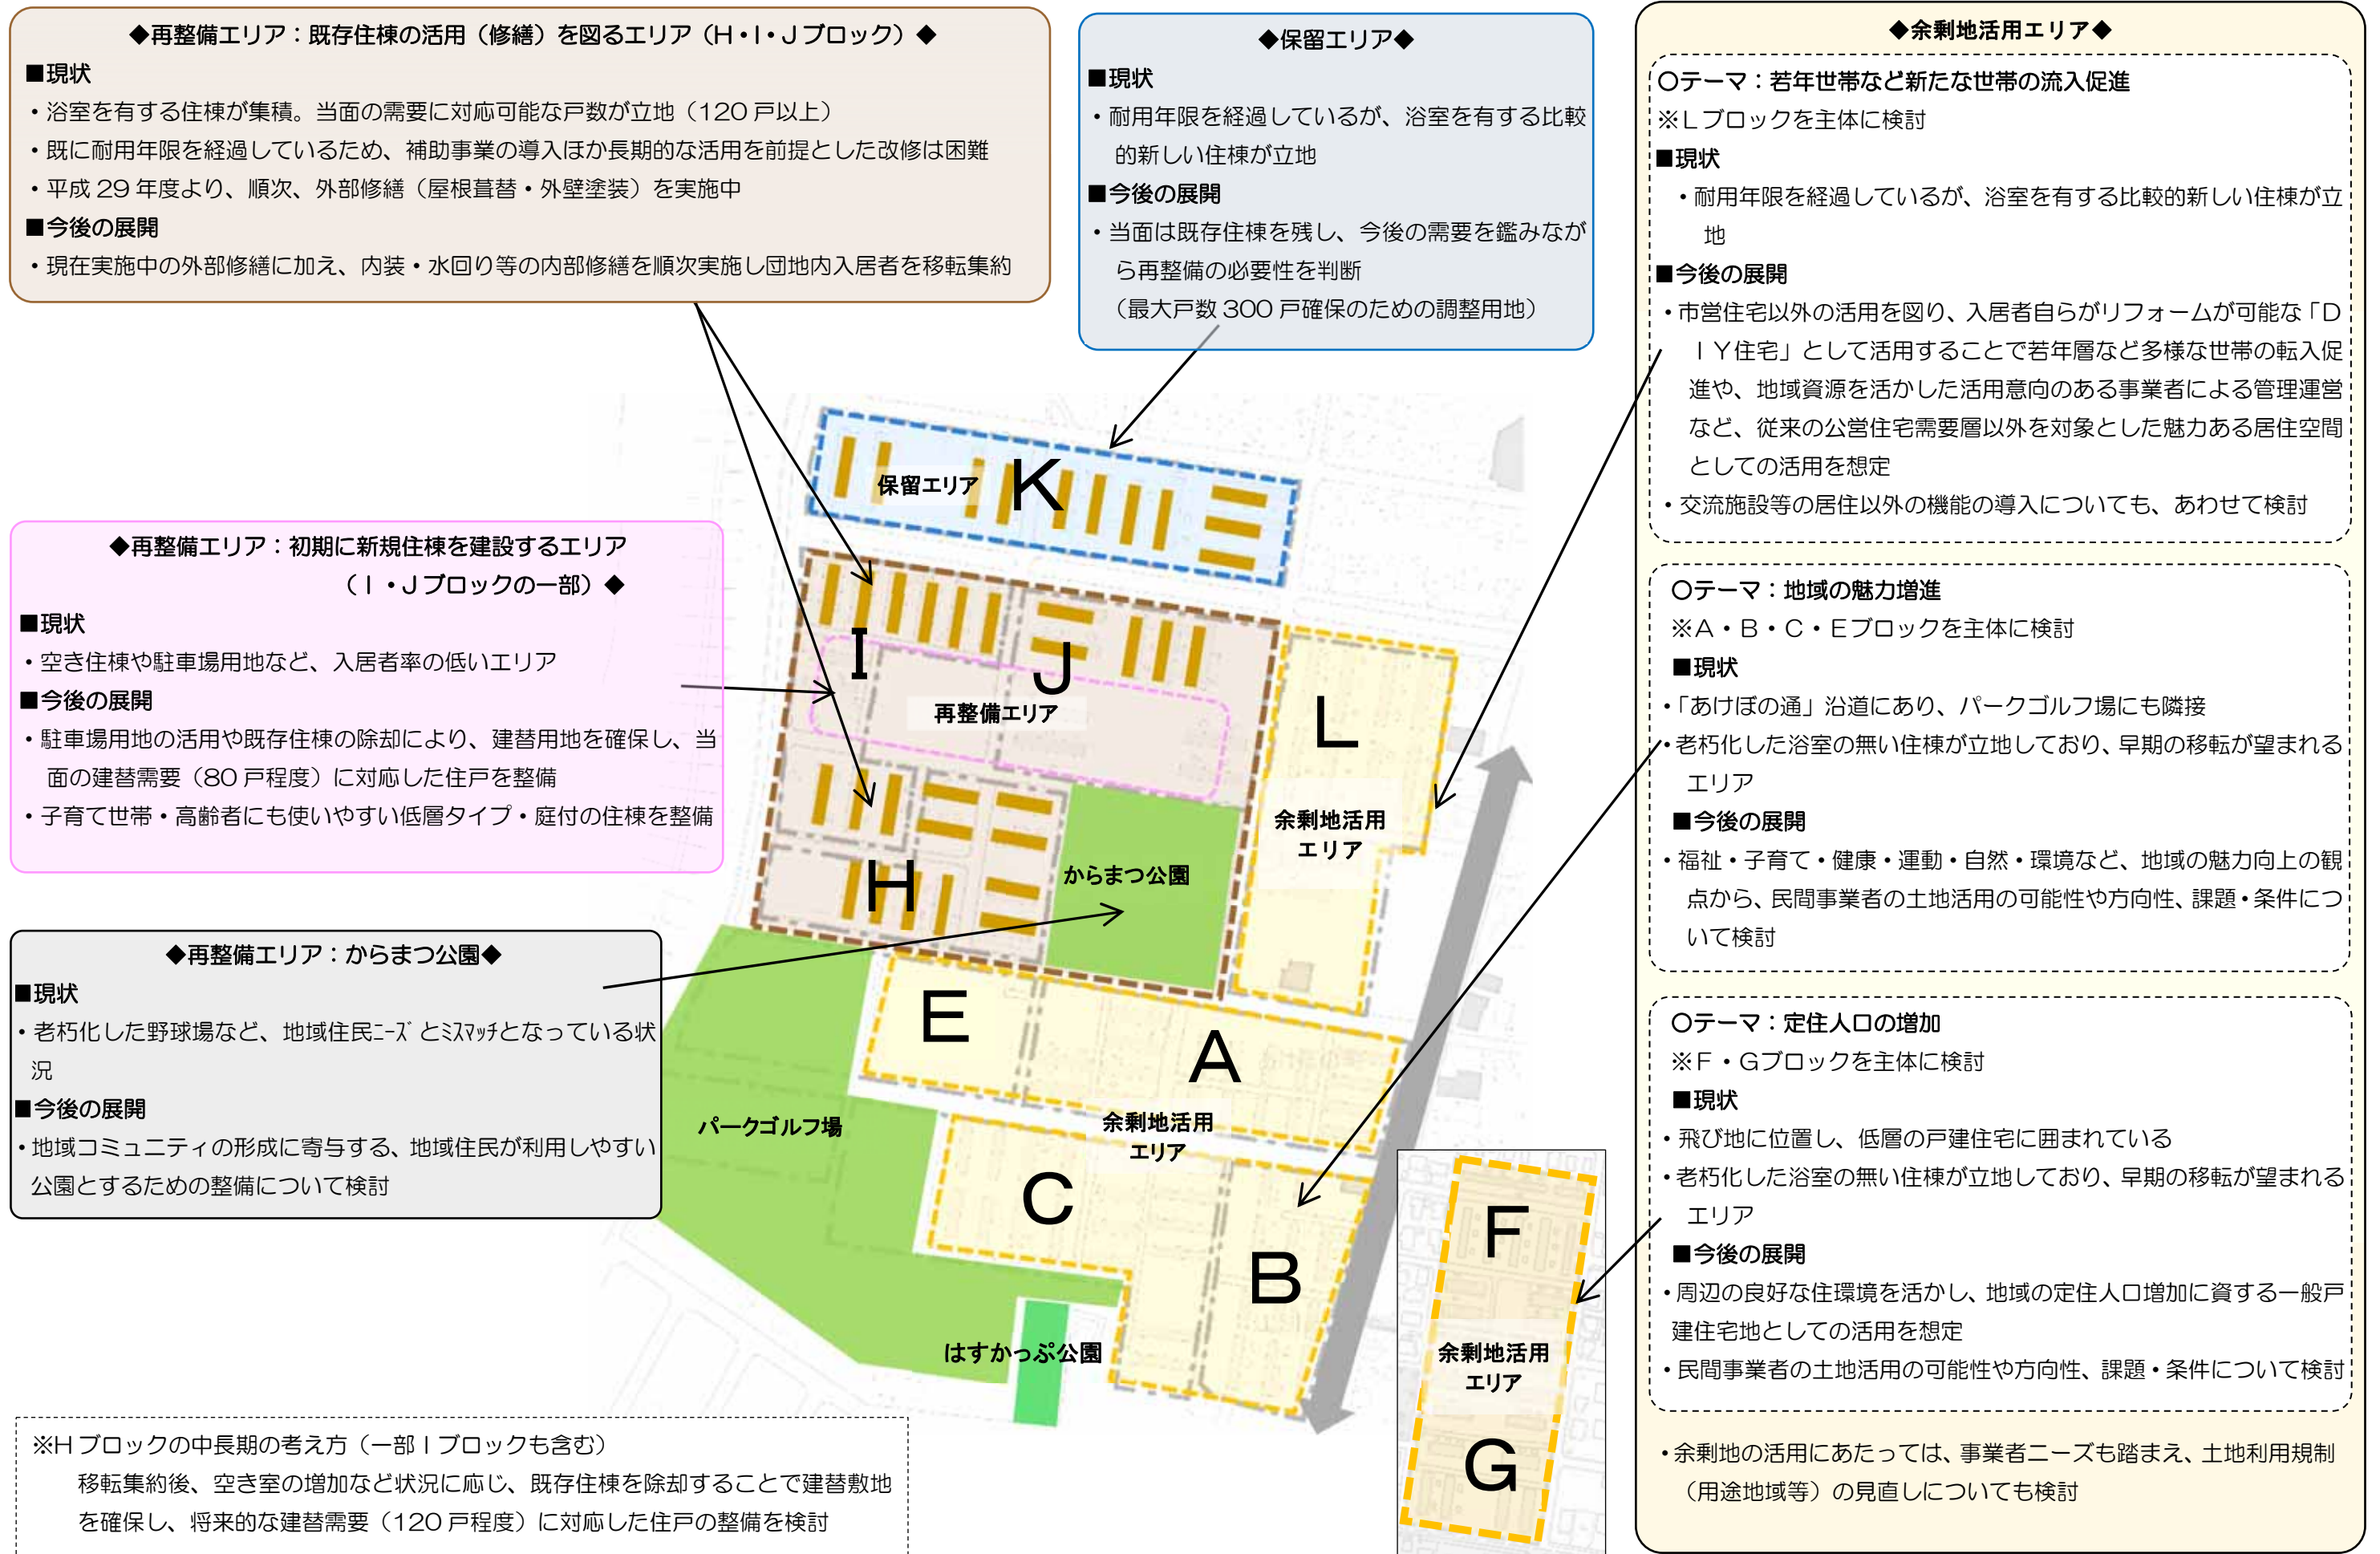 ◆再整備エリア：既存住棟の活用（修繕）を図るエリア（H・I・Jブロック）◆
■現状
・浴室を有する住棟が集積。当面の需要に対応可能な戸数が立地（120戸以上）
・既に耐用年限を経過しているため、補助事業の導入ほか長期的な活用を前提とした改修は困難
・平成29年度より、順次、外部修繕（屋根葺替・外壁塗装）を実施中
■今後の展開
・現在実施中の外部修繕に加え、内装・水回り等の内部修繕を順次実施し団地内入居者を移転集約
◆保留エリア◆
■現状
・耐用年限を経過しているが、浴室を有する比較
的新しい住棟が立地
■今後の展開
・当面は既存住棟を残し、今後の需要を鑑みなが
ら再整備の必要性を判断
（最大戸数300戸確保のための調整用地）
◆再整備エリア：初期に新規住棟を建設するエリア
（I・Jブロックの一部）◆
■現状
・空き住棟や駐車場用地など、入居者率の低いエリア
■今後の展開
・駐車場用地の活用や既存住棟の除却により、建替用地を確保し、当
面の建替需要（80戸程度）に対応した住戸を整備
・子育て世帯・高齢者にも使いやすい低層タイプ・庭付の住棟を整備
◆再整備エリア：からまつ公園◆
■現状
・老朽化した野球場など、地域住民ﾆｰｽﾞとﾐｽﾏｯﾁとなっている状
況
■今後の展開
・地域コミュニティの形成に寄与する、地域住民が利用しやすい
公園とするための整備について検討
※Hブロックの中長期の考え方（一部Iブロックも含む）
移転集約後、空き室の増加など状況に応じ、既存住棟を除却することで建替敷地
を確保し、将来的な建替需要（120戸程度）に対応した住戸の整備を検討
K
保留エリア
I
J
再整備エリア
L
余剰地活用
エリア
H
からまつ公園
E
A
余剰地活用
エリア
パークゴルフ場
C
B
はすかっぷ公園
F
余剰地活用
エリア
G
◆余剰地活用エリア◆
〇テーマ：若年世帯など新たな世帯の流入促進
※Lブロックを主体に検討
■現状
・耐用年限を経過しているが、浴室を有する比較的新しい住棟が立
地
■今後の展開
・市営住宅以外の活用を図り、入居者自らがリフォームが可能な「D
IY住宅」として活用することで若年層など多様な世帯の転入促
進や、地域資源を活かした活用意向のある事業者による管理運営
など、従来の公営住宅需要層以外を対象とした魅力ある居住空間
としての活用を想定
・交流施設等の居住以外の機能の導入についても、あわせて検討
〇テーマ：地域の魅力増進
※A・B・C・Eブロックを主体に検討
■現状
・「あけぼの通」沿道にあり、パークゴルフ場にも隣接
・老朽化した浴室の無い住棟が立地しており、早期の移転が望まれる
エリア
■今後の展開
・福祉・子育て・健康・運動・自然・環境など、地域の魅力向上の観
点から、民間事業者の土地活用の可能性や方向性、課題・条件につ
いて検討
〇テーマ：定住人口の増加
※F・Gブロックを主体に検討
■現状
・飛び地に位置し、低層の戸建住宅に囲まれている
・老朽化した浴室の無い住棟が立地しており、早期の移転が望まれる
エリア
■今後の展開
・周辺の良好な住環境を活かし、地域の定住人口増加に資する一般戸
建住宅地としての活用を想定
・民間事業者の土地活用の可能性や方向性、課題・条件について検討
・余剰地の活用にあたっては、事業者ニーズも踏まえ、土地利用規制
（用途地域等）の見直しについても検討